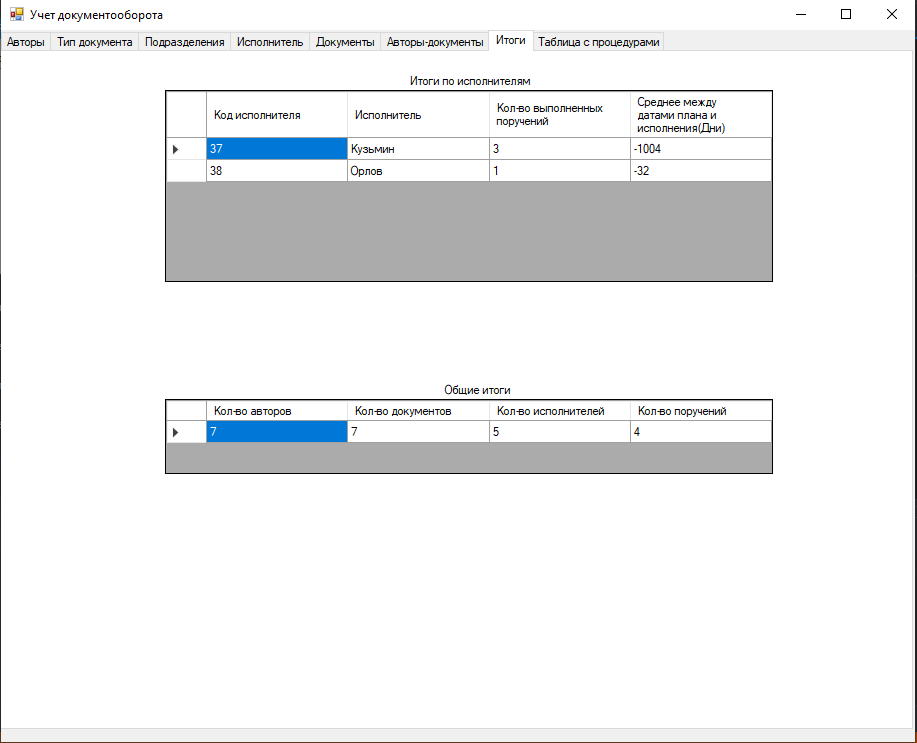 Учет документооборота
Авторы Тип документа Подразделения Исполнитель Документы Авторы-документы Итоги Таблица с процедурами
Итоги по исполнителям
Код исполнителя Исполнитель Кол-во выполненных поручений Среднее между датами плана и исполнения(Дни)
37 Кузьмин 3 -1004
38 Орлов 1 -32
Общие итоги
Кол-во авторов Кол-во документов Кол-во исполнителей Кол-во поручений
7 7 5 4